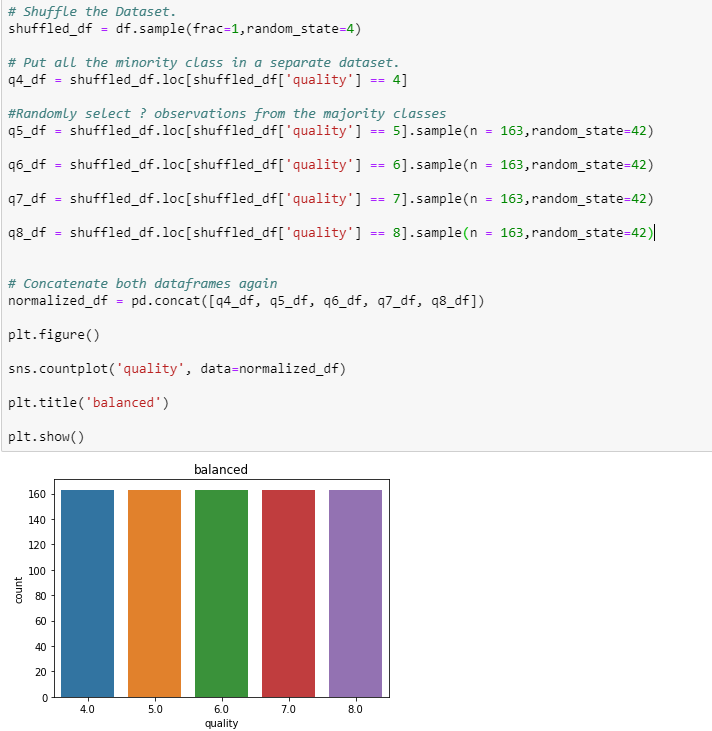 # Shuffle the Dataset.
shuffled_df = df.sample(frac=1,random_state=4)
# Put all the minority class in a separate dataset.
q4_df = shuffled_df.loc[shuffled_df['quality'] == 4]
#Randomly select ? observations from the majority classes
q5_df = shuffled_df.loc[shuffled_df['quality'] == 5].sample(n = 163,random_state=42)
q6_df = shuffled_df.loc[shuffled_df['quality'] == 6].sample(n = 163,random_state=42)
q7_df = shuffled_df.loc[shuffled_df['quality'] == 7].sample(n = 163,random_state=42)
q8_df = shuffled_df.loc[shuffled_df['quality'] == 8].sample(n = 163,random_state=42)
# Concatenate both dataframes again
normalized_df = pd.concat([q4_df, q5_df, q6_df, q7_df, q8_df])
plt.figure()
sns.countplot('quality', data=normalized_df)
plt.title('balanced')
plt.show()
balanced
160
140
120
100
80
60
40
20
0
count
4.0 5.0 6.0 7.0 8.0
quality